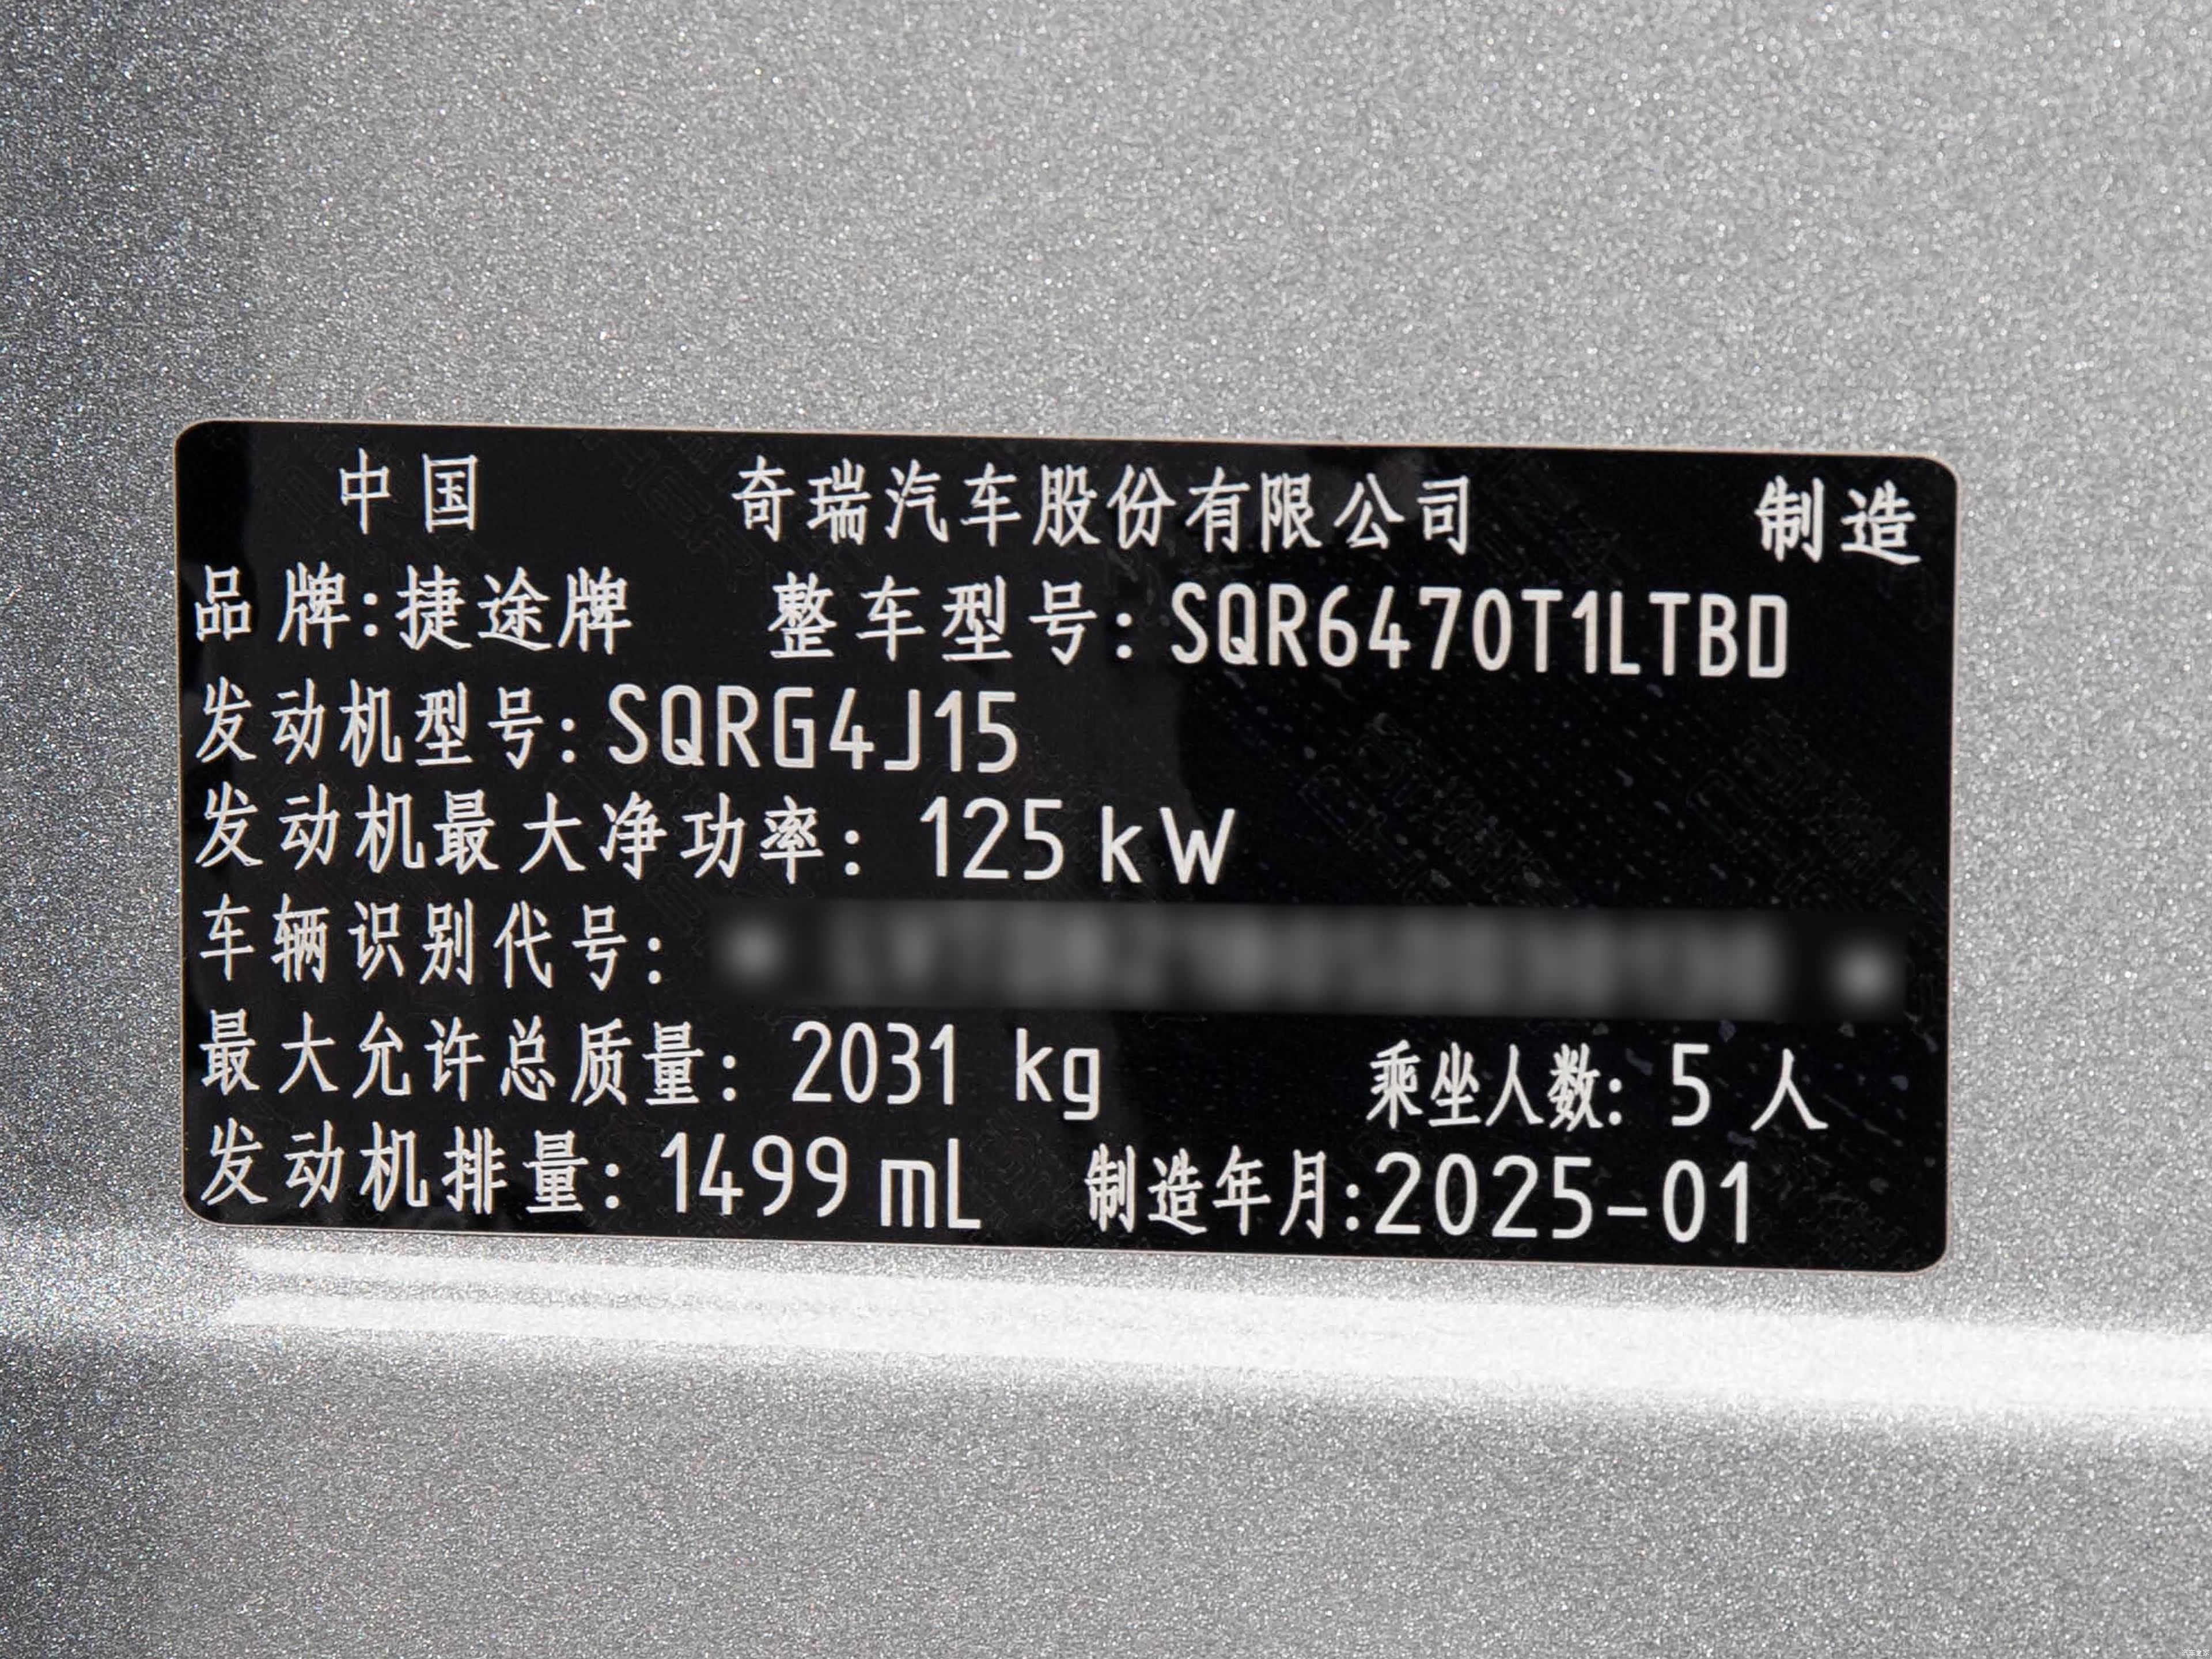 中国 奇瑞汽车股份有限公司 制造
品牌:捷途牌 整车型号:SQR6470T1LTBD
发动机型号:SQRG4J15
发动机最大净功率: 125 kW
车辆识别代号:
最大允许总质量: 2031 kg 乘坐人数: 5 人
发动机排量: 1499 mL 制造年月:2025-01